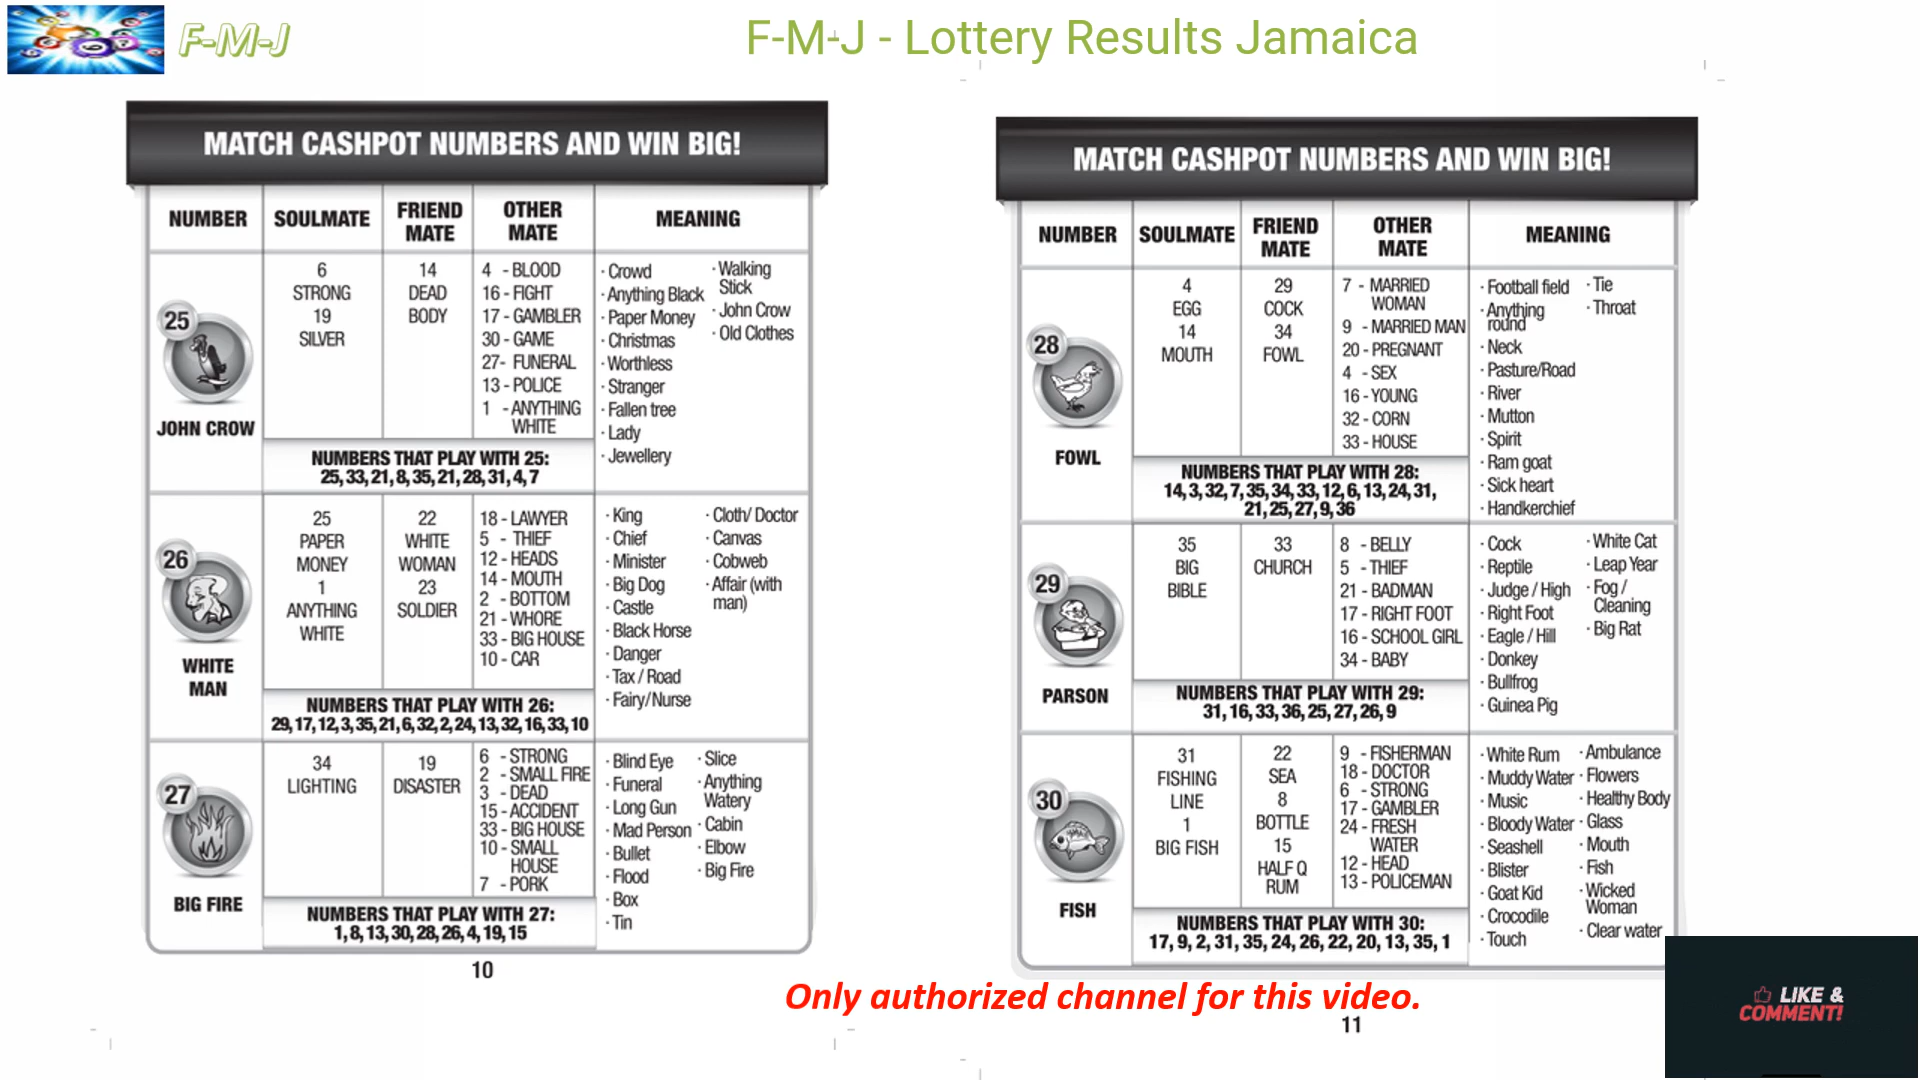 F-M-J
F-M-J - Lottery Results Jamaica
MATCH CASHPOT NUMBERS AND WIN BIG!
NUMBER SOULMATE FRIEND MATE OTHER MATE MEANING
25
JOHN CROW
6
STRONG
19
SILVER
14
DEAD
BODY
4 - BLOOD
16 - FIGHT
17 - GAMBLER
30 - GAME
27- FUNERAL
13 - POLICE
1 - ANYTHING
WHITE
· Crowd
· Anything Black
· Paper Money
· Christmas
· Worthless
· Stranger
· Fallen tree
· Lady
· Jewellery
· Walking
Stick
· John Crow
· Old Clothes
NUMBERS THAT PLAY WITH 25:
25, 33, 21, 8, 35, 21, 28, 31, 4, 7
26
WHITE
MAN
25
PAPER
MONEY
1
ANYTHING
WHITE
22
WHITE
WOMAN
23
SOLDIER
18 - LAWYER
5 - THIEF
12 - HEADS
14 - MOUTH
2 - BOTTOM
21 - WHORE
33 - BIG HOUSE
10 - CAR
· King
· Chief
· Minister
· Big Dog
· Castle
· Black Horse
· Danger
· Tax / Road
· Fairy/Nurse
· Cloth/ Doctor
· Canvas
· Cobweb
· Affair (with
man)
NUMBERS THAT PLAY WITH 26:
29, 17, 12, 3, 35, 21, 6, 32, 2, 24, 13, 32, 16, 33, 10
27
BIG FIRE
34
LIGHTING
19
DISASTER
6 - STRONG
2 - SMALL FIRE
3 - DEAD
15 - ACCIDENT
33 - BIG HOUSE
10 - SMALL
HOUSE
7 - PORK
· Blind Eye
· Funeral
· Long Gun
· Mad Person
· Bullet
· Flood
· Box
· Tin
· Slice
· Anything
Watery
· Cabin
· Elbow
· Big Fire
NUMBERS THAT PLAY WITH 27:
1, 8, 13, 30, 28, 26, 4, 19, 15
10
MATCH CASHPOT NUMBERS AND WIN BIG!
NUMBER SOULMATE FRIEND MATE OTHER MATE MEANING
28
FOWL
4
EGG
14
MOUTH
29
COCK
34
FOWL
7 - MARRIED
WOMAN
9 - MARRIED MAN
20 - PREGNANT
4 - SEX
16 - YOUNG
32 - CORN
33 - HOUSE
· Football field
· Anything
round
· Neck
· Pasture/Road
· River
· Mutton
· Spirit
· Ram goat
· Sick heart
· Handkerchief
· Tie
· Throat
NUMBERS THAT PLAY WITH 28:
14, 3, 32, 7, 35, 34, 33, 12, 6, 13, 24, 31,
21, 25, 27, 9, 36
29
PARSON
35
BIG
BIBLE
33
CHURCH
8 - BELLY
5 - THIEF
21 - BADMAN
17 - RIGHT FOOT
16 - SCHOOL GIRL
34 - BABY
· Cock
· Reptile
· Judge / High
· Right Foot
· Eagle / Hill
· Donkey
· Bullfrog
· Guinea Pig
· White Cat
· Leap Year
· Fog /
Cleaning
· Big Rat
NUMBERS THAT PLAY WITH 29:
31, 16, 33, 36, 25, 27, 26, 9
30
FISH
31
FISHING
LINE
1
BIG FISH
22
SEA
8
BOTTLE
15
HALF Q
RUM
9 - FISHERMAN
18 - DOCTOR
6 - STRONG
17 - GAMBLER
24 - FRESH
WATER
12 - HEAD
13 - POLICEMAN
· White Rum
· Muddy Water
· Music
· Bloody Water
· Seashell
· Blister
· Goat Kid
· Crocodile
· Touch
· Ambulance
· Flowers
· Healthy Body
· Glass
· Mouth
· Fish
· Wicked
Woman
· Clear water
NUMBERS THAT PLAY WITH 30:
17, 9, 2, 31, 35, 24, 26, 22, 20, 13, 35, 1
Only authorized channel for this video.
11
LIKE &
COMMENT!